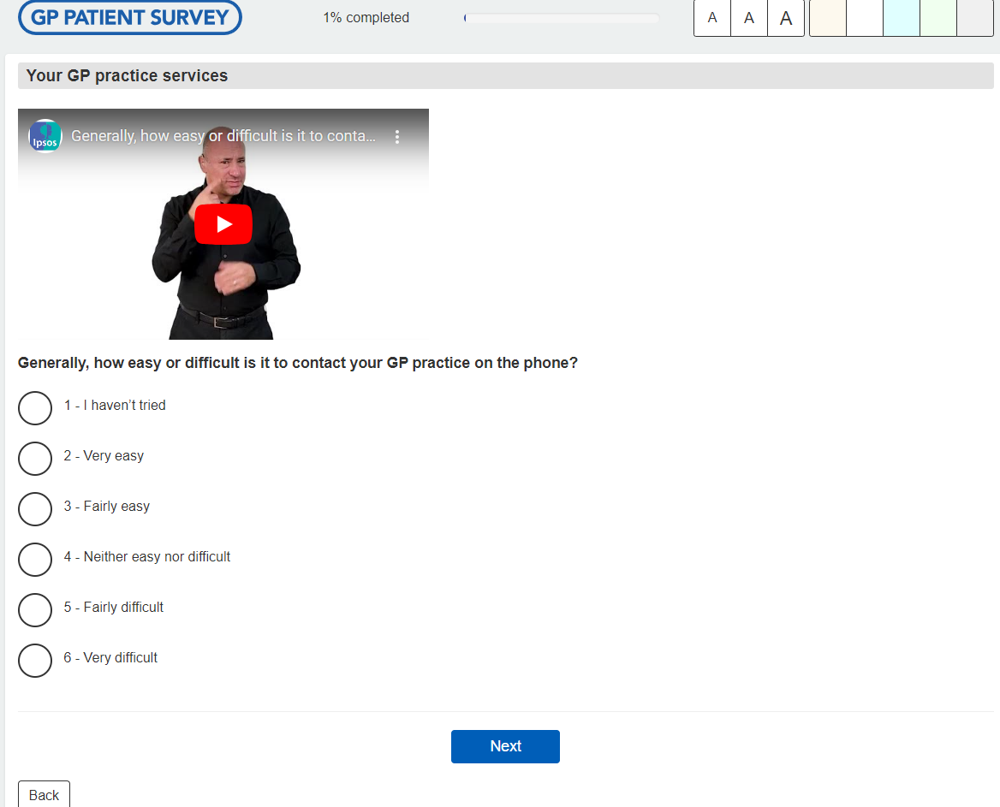 GP PATIENT SURVEY
1% completed
A A A
Your GP practice services
Ipsos
Generally, how easy or difficult is it to conta...
Generally, how easy or difficult is it to contact your GP practice on the phone?
1 - I haven’t tried
2 - Very easy
3 - Fairly easy
4 - Neither easy nor difficult
5 - Fairly difficult
6 - Very difficult
Next
Back